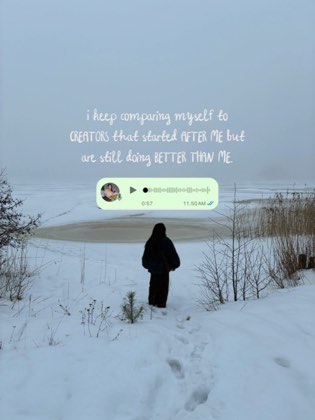 i keep comparing myself to
CREATORS that started AFTER ME but
are still doing BETTER THAN ME.
0:57
11:50 AM